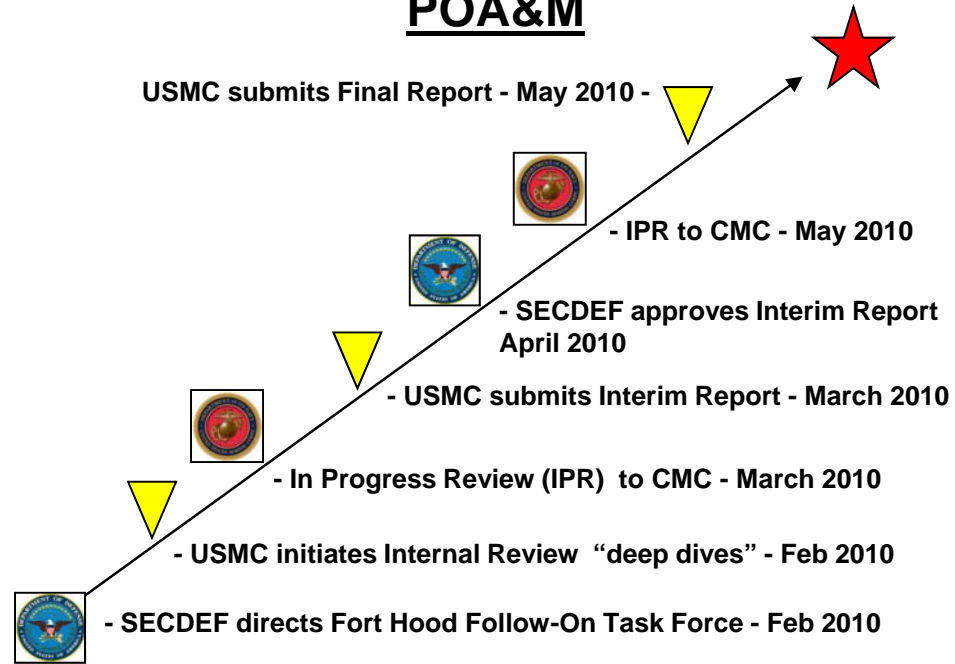 POA&M
USMC submits Final Report - May 2010 -
- IPR to CMC - May 2010
- SECDEF approves Interim Report
April 2010
- USMC submits Interim Report - March 2010
- In Progress Review (IPR) to CMC - March 2010
- USMC initiates Internal Review “deep dives” - Feb 2010
- SECDEF directs Fort Hood Follow-On Task Force - Feb 2010